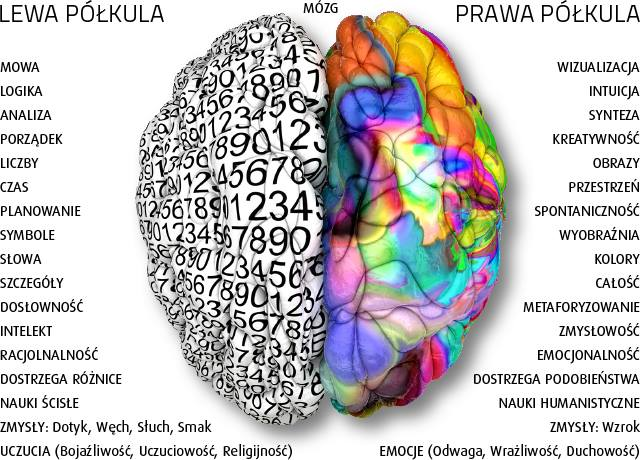 LEWA PÓŁKULA
MÓZG
PRAWA PÓŁKULA
MOWA
LOGIKA
ANALIZA
PORZĄDEK
LICZBY
CZAS
PLANOWANIE
SYMBOLE
SŁOWA
SZCZEGÓŁY
DOSŁOWNOŚĆ
INTELEKT
RACJOLNALNOŚĆ
DOSTRZEGA RÓŻNICE
NAUKI ŚCISŁE
ZMYSŁY: Dotyk, Węch, Słuch, Smak
UCZUCIA (Bojaźliwość, Uczuciowość, Religijność)
WIZUALIZACJA
INTUICJA
SYNTEZA
KREATYWNOŚĆ
OBRAZY
PRZESTRZEŃ
SPONTANICZNOŚĆ
WYOBRAŹNIA
KOLORY
CAŁOŚĆ
METAFORYZOWANIE
ZMYSŁOWOŚĆ
EMOCJONALNOŚĆ
DOSTRZEGA PODOBIEŃSTWA
NAUKI HUMANISTYCZNE
ZMYSŁY: Wzrok
EMOCJE (Odwaga, Wrażliwość, Duchowość)